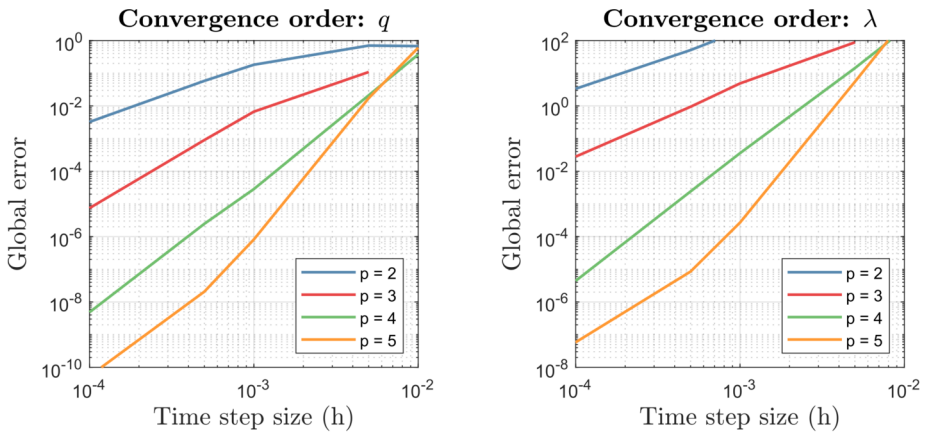 Convergence order: q
Global error
10^0
10^-2
10^-4
10^-6
10^-8
10^-10
p = 2
p = 3
p = 4
p = 5
10^-4
10^-3
10^-2
Time step size (h)
Convergence order: λ
Global error
10^2
10^0
10^-2
10^-4
10^-6
10^-8
p = 2
p = 3
p = 4
p = 5
10^-4
10^-3
10^-2
Time step size (h)